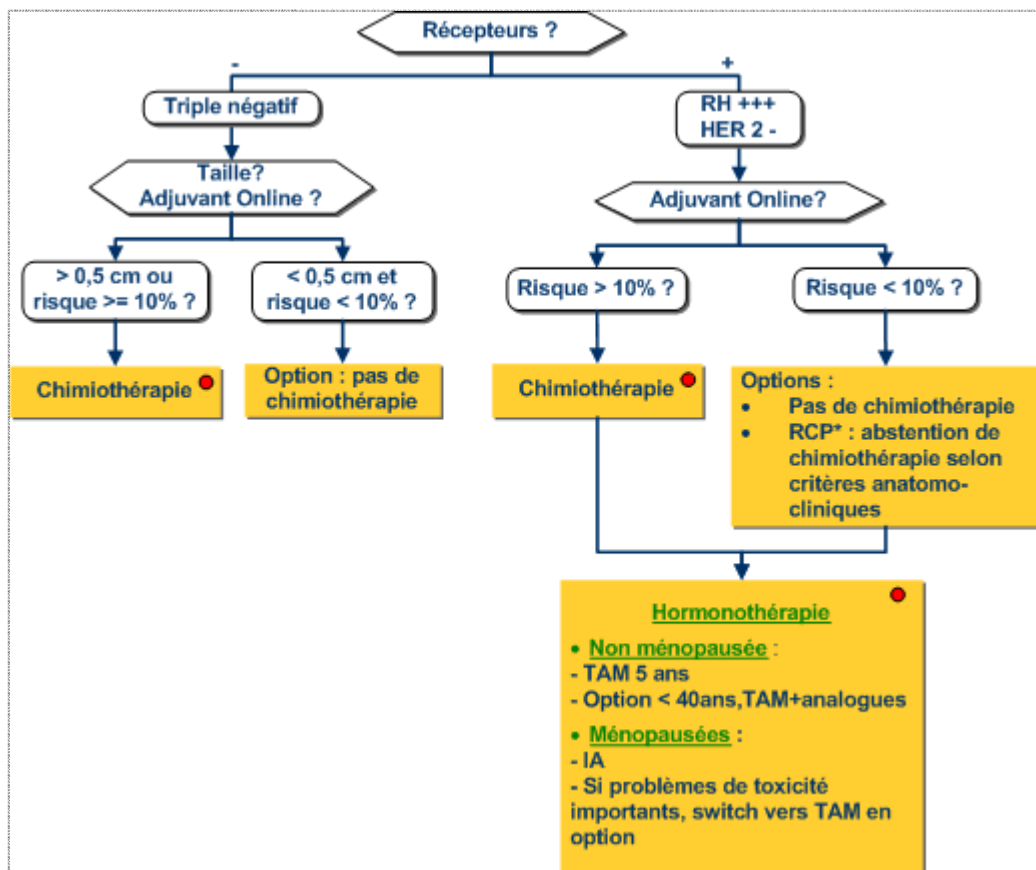 Récepteurs ?
-
+
Triple négatif
RH +++
HER 2 -
Taille?
Adjuvant Online ?
Adjuvant Online?
> 0,5 cm ou
risque >= 10% ?
< 0,5 cm et
risque < 10% ?
Risque > 10% ?
Risque < 10% ?
Chimiothérapie
Option : pas de
chimiothérapie
Chimiothérapie
Options :
• Pas de chimiothérapie
• RCP* : abstention de
chimiothérapie selon
critères anatomo-
cliniques
Hormonothérapie
• Non ménopausée :
- TAM 5 ans
- Option < 40ans,TAM+analogues
• Ménopausées :
- IA
- Si problèmes de toxicité
importants, switch vers TAM en
option